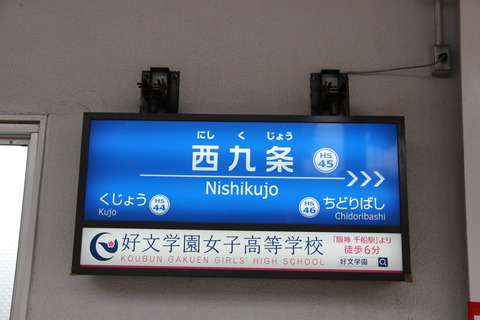 にし く じょう
西九条
HS 45
Nishikujo
>>>
くじょう HS 44
Kujo
HS 46 ちどりばし
Chidoribashi
好文学園女子高等学校
KOUBUN GAKUEN GIRLS' HIGH SCHOOL
「阪神 千船駅」より
徒歩6分
好文学園